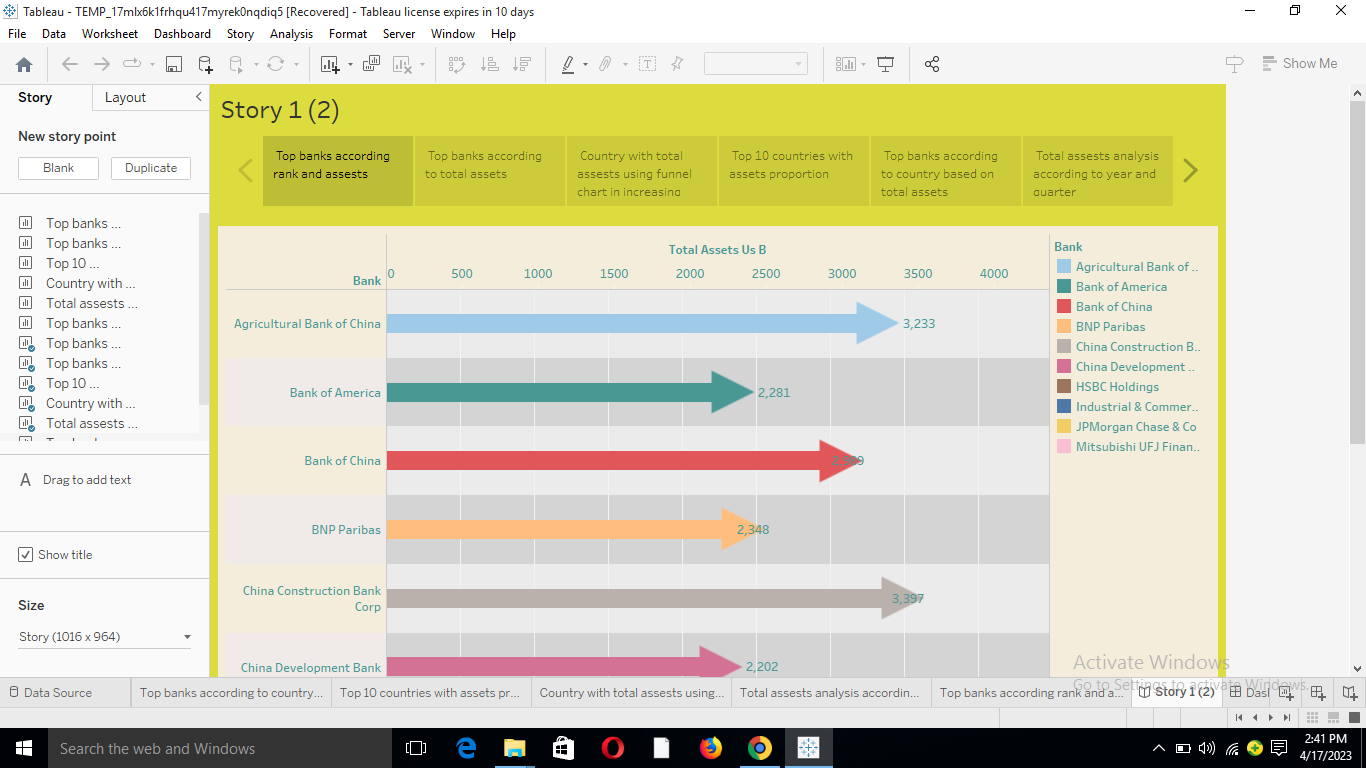 Tableau - TEMP_17mlx6k1frhqu417myrek0nqdiq5 [Recovered] - Tableau license expires in 10 days
File Data Worksheet Dashboard Story Analysis Format Server Window Help
Show Me
Story Layout
New story point
Blank Duplicate
Top banks ...
Top banks ...
Top 10 ...
Country with ...
Total assests ...
Top banks ...
Top banks ...
Top banks ...
Top 10 ...
Country with ...
Total assests ...
A Drag to add text
Show title
Size
Story (1016 x 964)
Story 1 (2)
Top banks according
rank and assests
Top banks according
to total assets
Country with total
assests using funnel
chart in increasing
Top 10 countries with
assets proportion
Top banks according
to country based on
total assets
Total assests analysis
according to year and
quarter
Total Assets Us B
Bank
0 500 1000 1500 2000 2500 3000 3500 4000
Agricultural Bank of China 3,233
Bank of America 2,281
Bank of China
BNP Paribas 2,348
China Construction Bank
Corp
3,397
China Development Bank 2,202
Bank
Agricultural Bank of ..
Bank of America
Bank of China
BNP Paribas
China Construction B..
China Development ..
HSBC Holdings
Industrial & Commer..
JPMorgan Chase & Co
Mitsubishi UFJ Finan..
Activate Windows
Go to Settings to activate Windows.
Data Source Top banks according to country... Top 10 countries with assets pr... Country with total assests using... Total assests analysis accordin... Top banks according rank and a... Story 1 (2) Dasl
Search the web and Windows
2:41 PM
4/17/2023